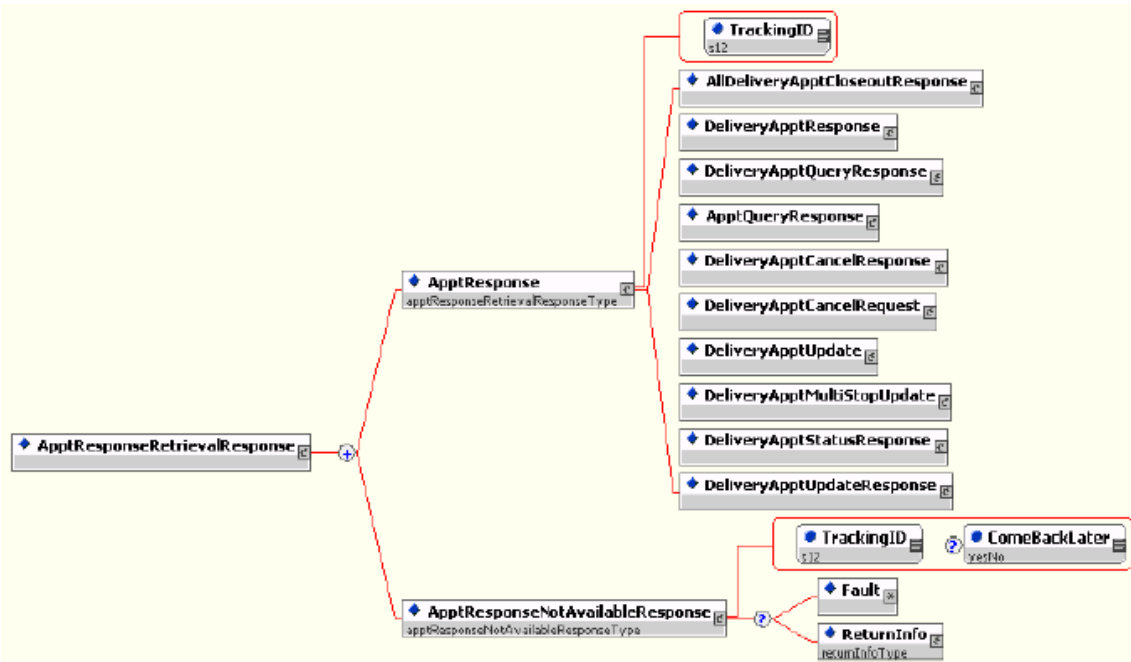 TrackingID
s12
AllDeliveryApptCloseoutResponse
DeliveryApptResponse
DeliveryApptQueryResponse
ApptQueryResponse
DeliveryApptCancelResponse
ApptResponse
apptResponseRetrievalResponseType
DeliveryApptCancelRequest
DeliveryApptUpdate
DeliveryApptMultiStopUpdate
ApptResponseRetrievalResponse
DeliveryApptStatusResponse
DeliveryApptUpdateResponse
TrackingID
s12
? ComeBackLater
yesNo
Fault
ApptResponseNotAvailableResponse
apptResponseNotAvailableResponseType
?
ReturnInfo
returnInfoType